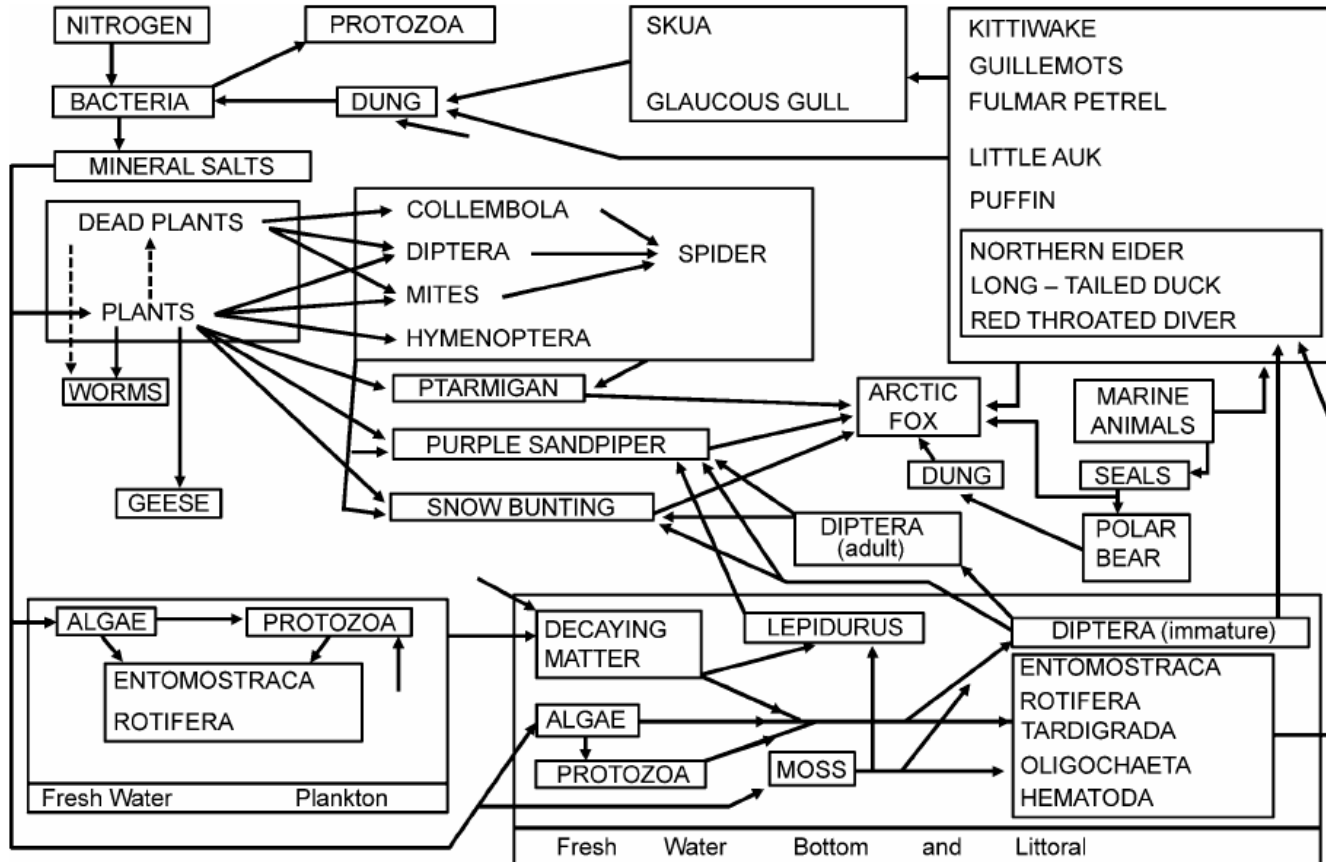 NITROGEN
PROTOZOA
SKUA
GLAUCOUS GULL
KITTIWAKE
GUILLEMOTS
FULMAR PETREL
LITTLE AUK
PUFFIN
NORTHERN EIDER
LONG – TAILED DUCK
RED THROATED DIVER
BACTERIA
DUNG
MINERAL SALTS
DEAD PLANTS
PLANTS
COLLEMBOLA
DIPTERA
MITES
HYMENOPTERA
SPIDER
WORMS
GEESE
PTARMIGAN
PURPLE SANDPIPER
SNOW BUNTING
ARCTIC
FOX
MARINE
ANIMALS
DUNG
SEALS
POLAR
BEAR
DIPTERA
(adult)
ALGAE
PROTOZOA
ENTOMOSTRACA
ROTIFERA
Fresh Water Plankton
DECAYING
MATTER
LEPIDURUS
DIPTERA (immature)
ALGAE
PROTOZOA
MOSS
ENTOMOSTRACA
ROTIFERA
TARDIGRADA
OLIGOCHAETA
HEMATODA
Fresh Water Bottom and Littoral